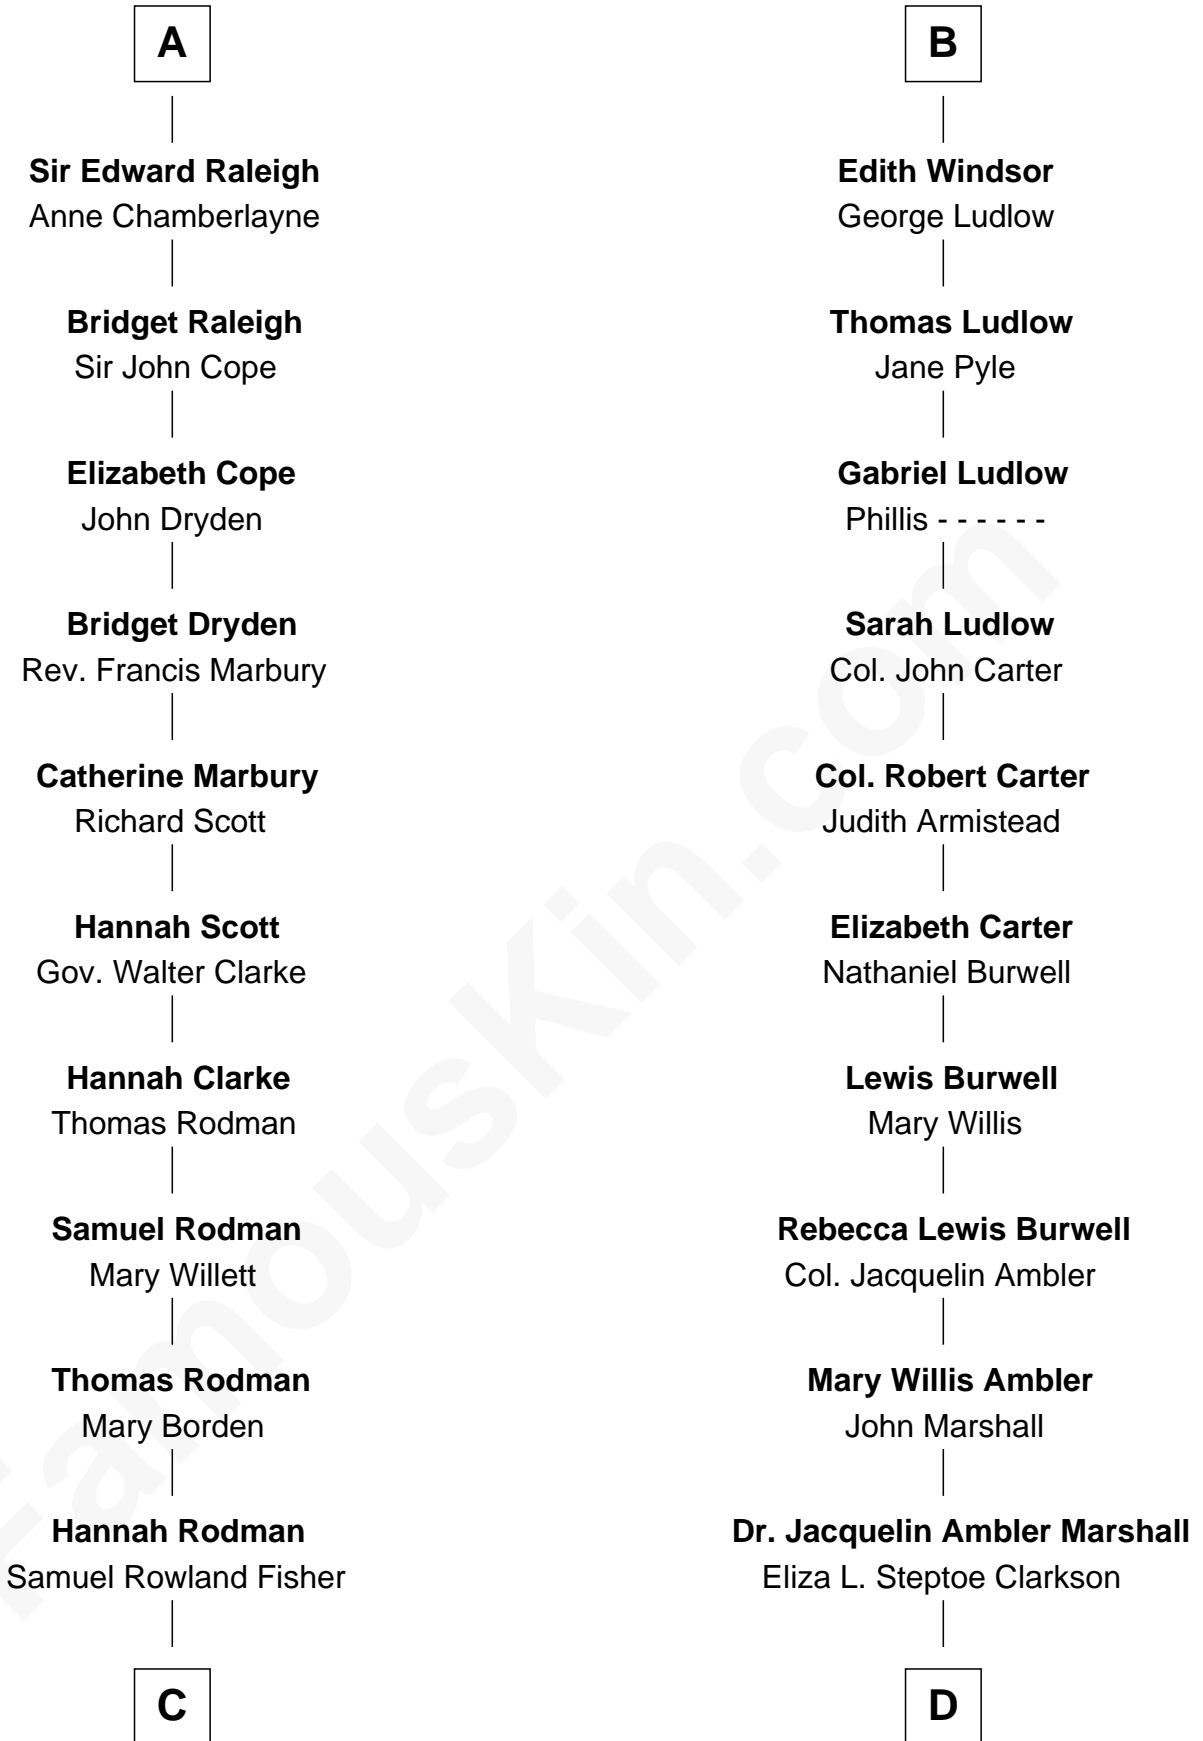 A
Sir Edward Raleigh
Anne Chamberlayne
Bridget Raleigh
Sir John Cope
Elizabeth Cope
John Dryden
Bridget Dryden
Rev. Francis Marbury
Catherine Marbury
Richard Scott
Hannah Scott
Gov. Walter Clarke
Hannah Clarke
Thomas Rodman
Samuel Rodman
Mary Willett
Thomas Rodman
Mary Borden
Hannah Rodman
Samuel Rowland Fisher
C
B
Edith Windsor
George Ludlow
Thomas Ludlow
Jane Pyle
Gabriel Ludlow
Phillis - - - - - -
Sarah Ludlow
Col. John Carter
Col. Robert Carter
Judith Armistead
Elizabeth Carter
Nathaniel Burwell
Lewis Burwell
Mary Willis
Rebecca Lewis Burwell
Col. Jacquelin Ambler
Mary Willis Ambler
John Marshall
Dr. Jacquelin Ambler Marshall
Eliza L. Steptoe Clarkson
D
FamousKin.com